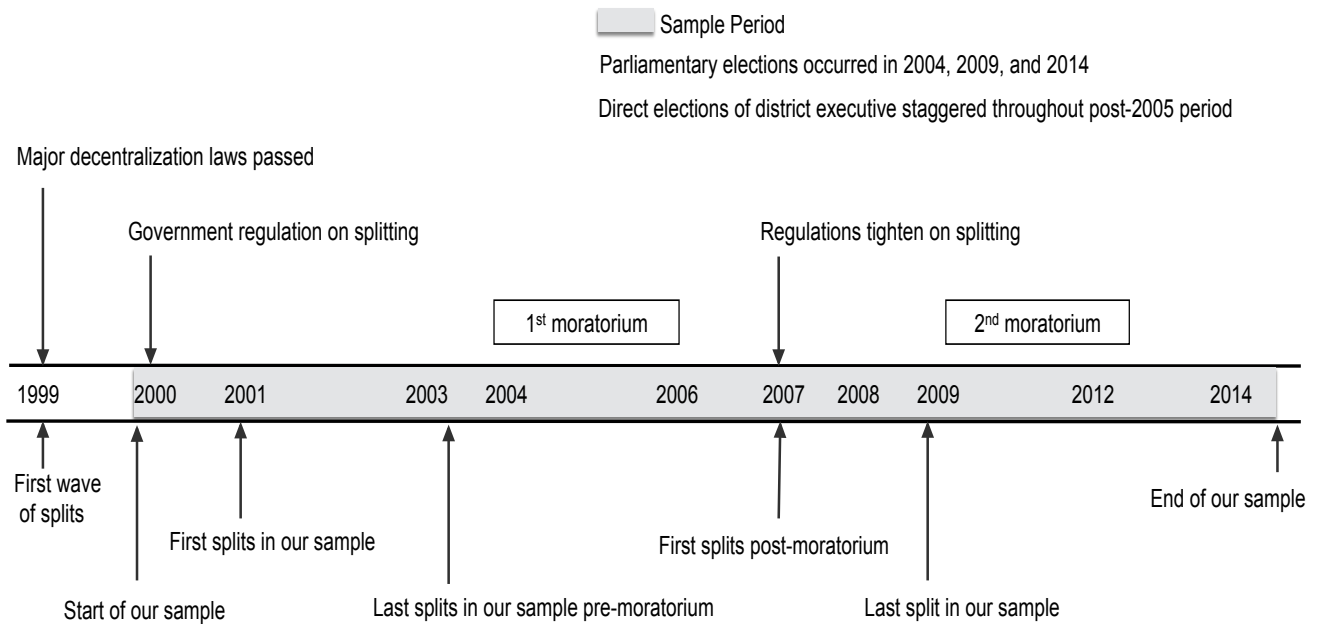 Sample Period
Parliamentary elections occurred in 2004, 2009, and 2014
Direct elections of district executive staggered throughout post-2005 period
Major decentralization laws passed
Government regulation on splitting
Regulations tighten on splitting
1st moratorium
2nd moratorium
1999 2000 2001 2003 2004 2006 2007 2008 2009 2012 2014
First wave
of splits
End of our sample
First splits in our sample
First splits post-moratorium
Start of our sample
Last splits in our sample pre-moratorium
Last split in our sample